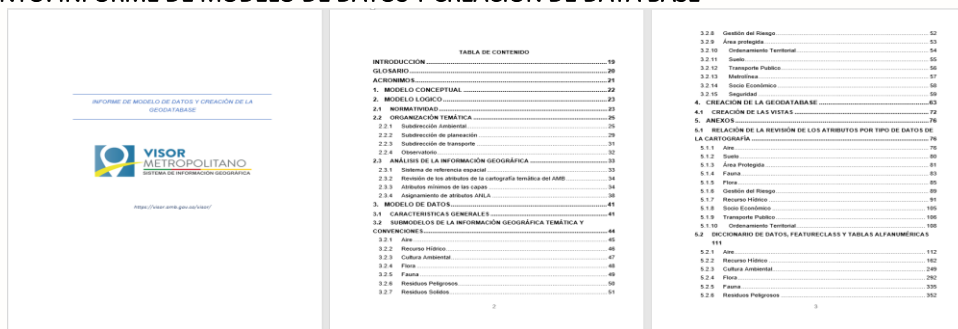 NTO: INFORME DE MODELO DE DATOS Y CREACIÓN DE DATA BASE
INFORME DE MODELO DE DATOS Y CREACIÓN DE LA
GEODATABASE
VISOR
METROPOLITANO
SISTEMA DE INFORMACIÓN GEOGRÁFICA
https://visor.amb.gov.co/visor/
TABLA DE CONTENIDO
INTRODUCCIÓN 19
GLOSARIO 20
ACRONIMOS 21
1. MODELO CONCEPTUAL 22
2. MODELO LOGICO 23
2.1 NORMATIVIDAD 23
2.2 ORGANIZACIÓN TEMÁTICA 25
2.2.1 Subdirección Ambiental 25
2.2.2 Subdirección de planeación 29
2.2.3 Subdirección de transporte 31
2.2.4 Observatorio 32
2.3 ANÁLISIS DE LA INFORMACIÓN GEOGRÁFICA 33
2.3.1 Sistema de referencia espacial 33
2.3.2 Revisión de los atributos de la cartografía temática del AMB 34
2.3.3 Atributos mínimos de las capas 34
2.3.4 Asignamiento de atributos ANLA 38
3. MODELO DE DATOS 41
3.1 CARACTERISTICAS GENERALES 41
3.2 SUBMODELOS DE LA INFORMACIÓN GEOGRÁFICA TEMÁTICA Y
CONVENCIONES 44
3.2.1 Aire 45
3.2.2 Recurso Hídrico 46
3.2.3 Cultura Ambiental 47
3.2.4 Flora 48
3.2.5 Fauna 49
3.2.6 Residuos Peligrosos 50
3.2.7 Residuos Solidos 51
2
3.2.8 Gestión del Riesgo 52
3.2.9 Área protegida 53
3.2.10 Ordenamiento Territorial 54
3.2.11 Suelo 55
3.2.12 Transporte Publico 56
3.2.13 Metrolínea 57
3.2.14 Socio Económico 58
3.2.15 Seguridad 59
4. CREACIÓN DE LA GEODATABASE 63
4.1 CREACIÓN DE LAS VISTAS 72
5. ANEXOS 76
5.1 RELACIÓN DE LA REVISIÓN DE LOS ATRIBUTOS POR TIPO DE DATOS DE
LA CARTOGRAFÍA 76
5.1.1 Aire 76
5.1.2 Suelo 80
5.1.3 Área Protegida 81
5.1.4 Fauna 83
5.1.5 Flora 85
5.1.6 Gestión del Riesgo 89
5.1.7 Recurso Hídrico 91
5.1.8 Socio Económico 105
5.1.9 Transporte Publico 106
5.1.10 Ordenamiento Territorial 108
5.2 DICCIONARIO DE DATOS, FEATURECLASS Y TABLAS ALFANUMÉRICAS
111
5.2.1 Aire 112
5.2.2 Recurso Hídrico 162
5.2.3 Cultura Ambiental 249
5.2.4 Flora 292
5.2.5 Fauna 335
5.2.6 Residuos Peligrosos 352
3